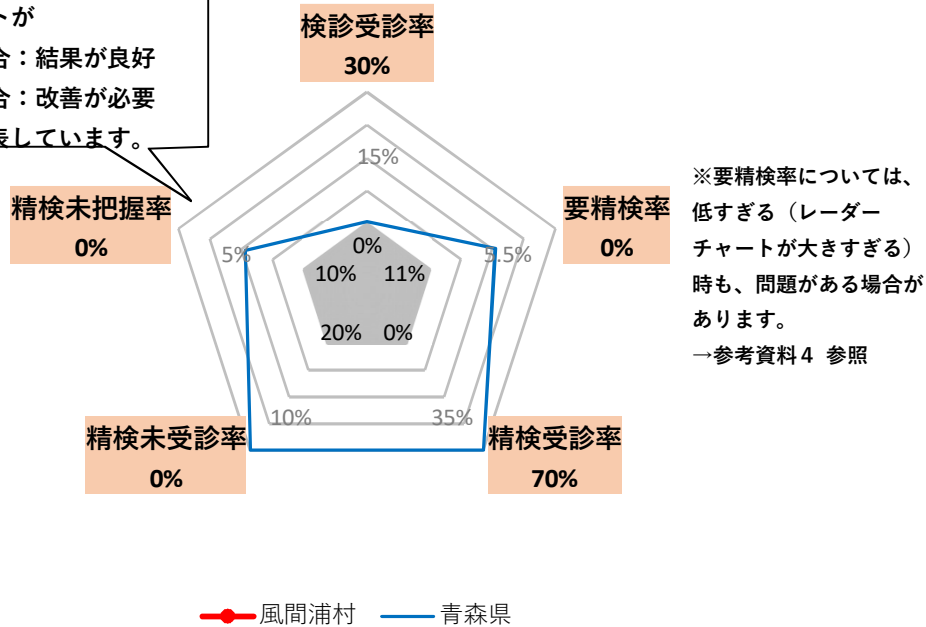 トが
合：結果が良好
合：改善が必要
表しています。
検診受診率
30%
15%
精検未把握率
0%
要精検率
0%
※要精検率については、
低すぎる（レーダー
チャートが大きすぎる）
時も、問題がある場合が
あります。
→参考資料４ 参照
5%
5.5%
0%
10%
11%
20%
0%
10%
35%
精検未受診率
0%
精検受診率
70%
風間浦村
青森県